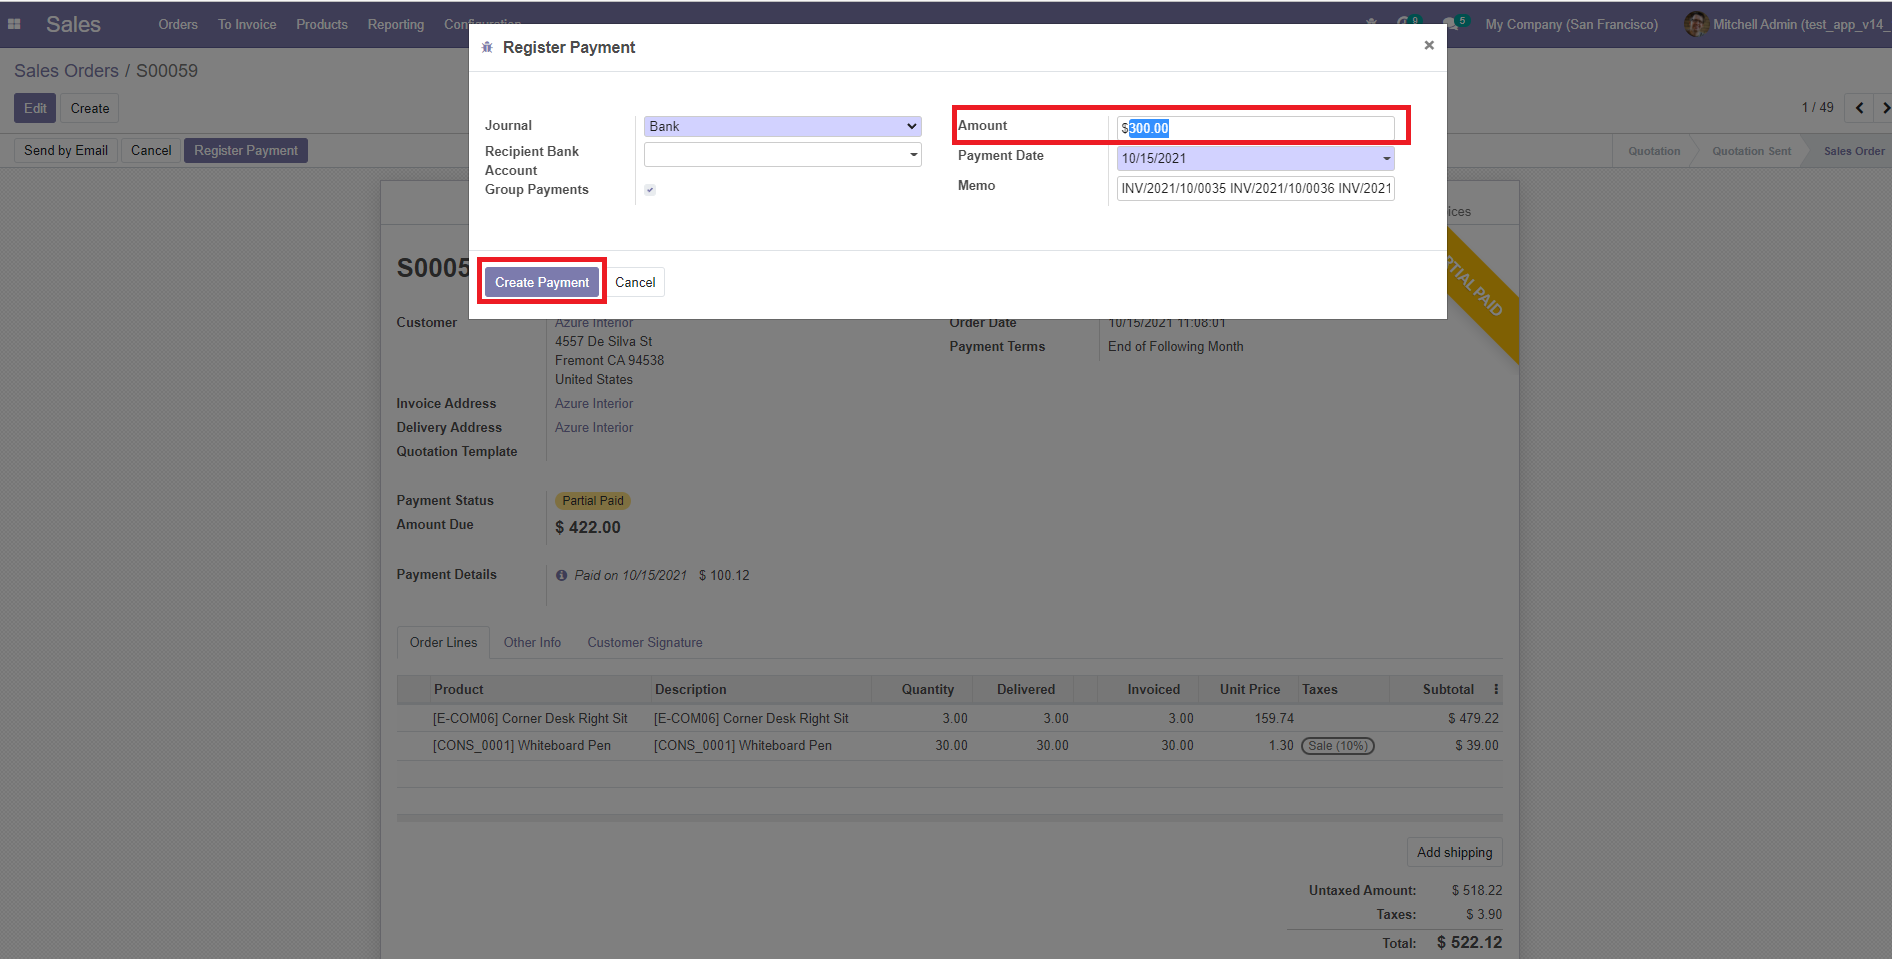 Sales Orders To Invoice Products Reporting Configuration 9 5 My Company (San Francisco) Mitchell Admin (test_app_v14_
Register Payment ×
Sales Orders / S00059
Edit Create 1 / 49
Send by Email Cancel Register Payment Quotation Quotation Sent Sales Order
Journal Bank
Recipient Bank Account
Group Payments
Amount $300.00
Payment Date 10/15/2021
Memo INV/2021/10/0035 INV/2021/10/0036 INV/2021
Create Payment Cancel
ices
RTIAL PAID
S0005
Customer Azure Interior
4557 De Silva St
Fremont CA 94538
United States
Order Date 10/15/2021 11:08:01
Payment Terms End of Following Month
Invoice Address Azure Interior
Delivery Address Azure Interior
Quotation Template
Payment Status Partial Paid
Amount Due $ 422.00
Payment Details Paid on 10/15/2021 $ 100.12
Order Lines Other Info Customer Signature
Product Description Quantity Delivered Invoiced Unit Price Taxes Subtotal
[E-COM06] Corner Desk Right Sit [E-COM06] Corner Desk Right Sit 3.00 3.00 3.00 159.74 $ 479.22
[CONS_0001] Whiteboard Pen [CONS_0001] Whiteboard Pen 30.00 30.00 30.00 1.30 Sale (10%) $ 39.00
Add shipping
Untaxed Amount: $ 518.22
Taxes: $ 3.90
Total: $ 522.12